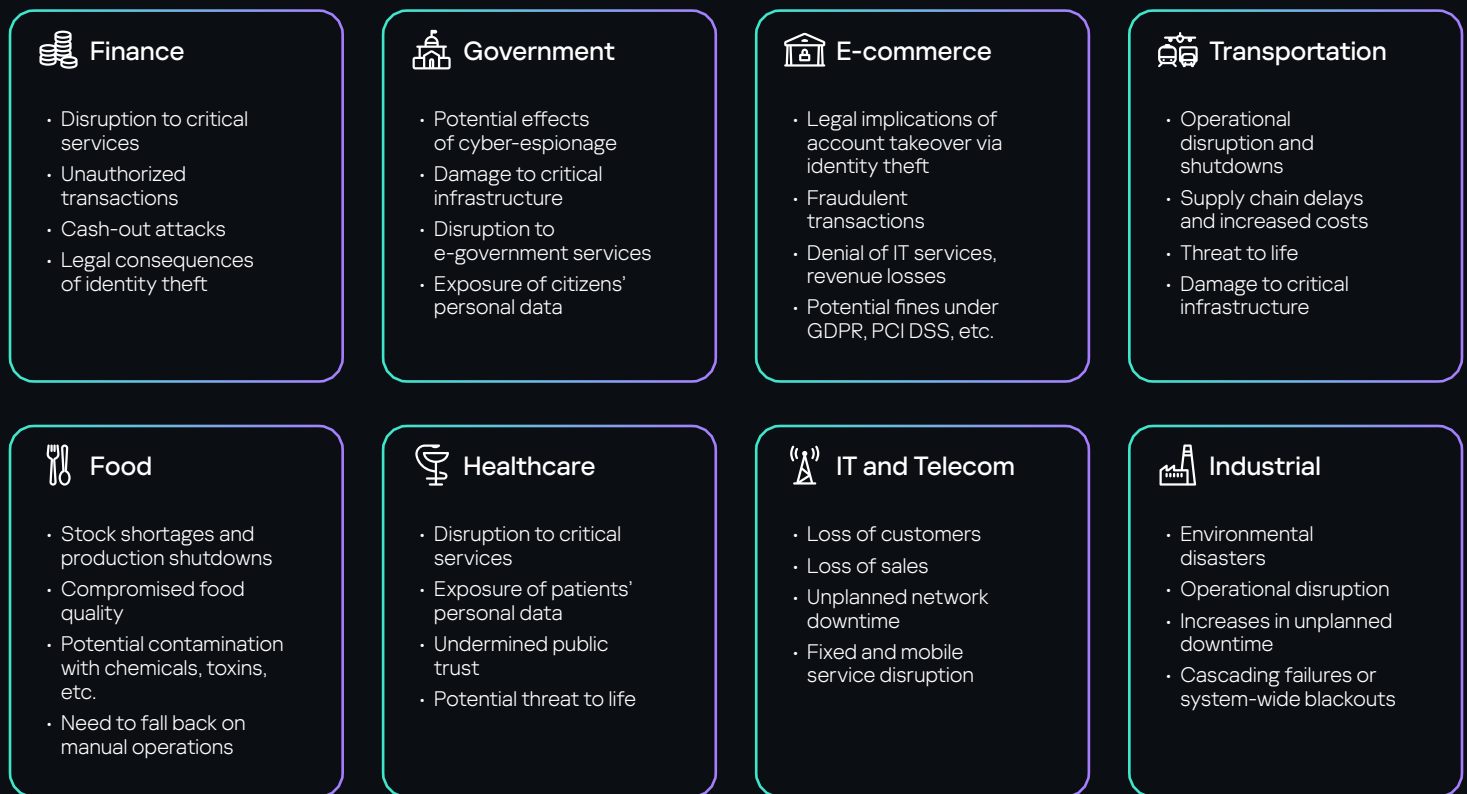 Finance
• Disruption to critical
services
• Unauthorized
transactions
• Cash-out attacks
• Legal consequences
of identity theft
Government
• Potential effects
of cyber-espionage
• Damage to critical
infrastructure
• Disruption to
e-government services
• Exposure of citizens’
personal data
E-commerce
• Legal implications of
account takeover via
identity theft
• Fraudulent
transactions
• Denial of IT services,
revenue losses
• Potential fines under
GDPR, PCI DSS, etc.
Transportation
• Operational
disruption and
shutdowns
• Supply chain delays
and increased costs
• Threat to life
• Damage to critical
infrastructure
Food
• Stock shortages and
production shutdowns
• Compromised food
quality
• Potential contamination
with chemicals, toxins,
etc.
• Need to fall back on
manual operations
Healthcare
• Disruption to critical
services
• Exposure of patients’
personal data
• Undermined public
trust
• Potential threat to life
IT and Telecom
• Loss of customers
• Loss of sales
• Unplanned network
downtime
• Fixed and mobile
service disruption
Industrial
• Environmental
disasters
• Operational disruption
• Increases in unplanned
downtime
• Cascading failures or
system-wide blackouts